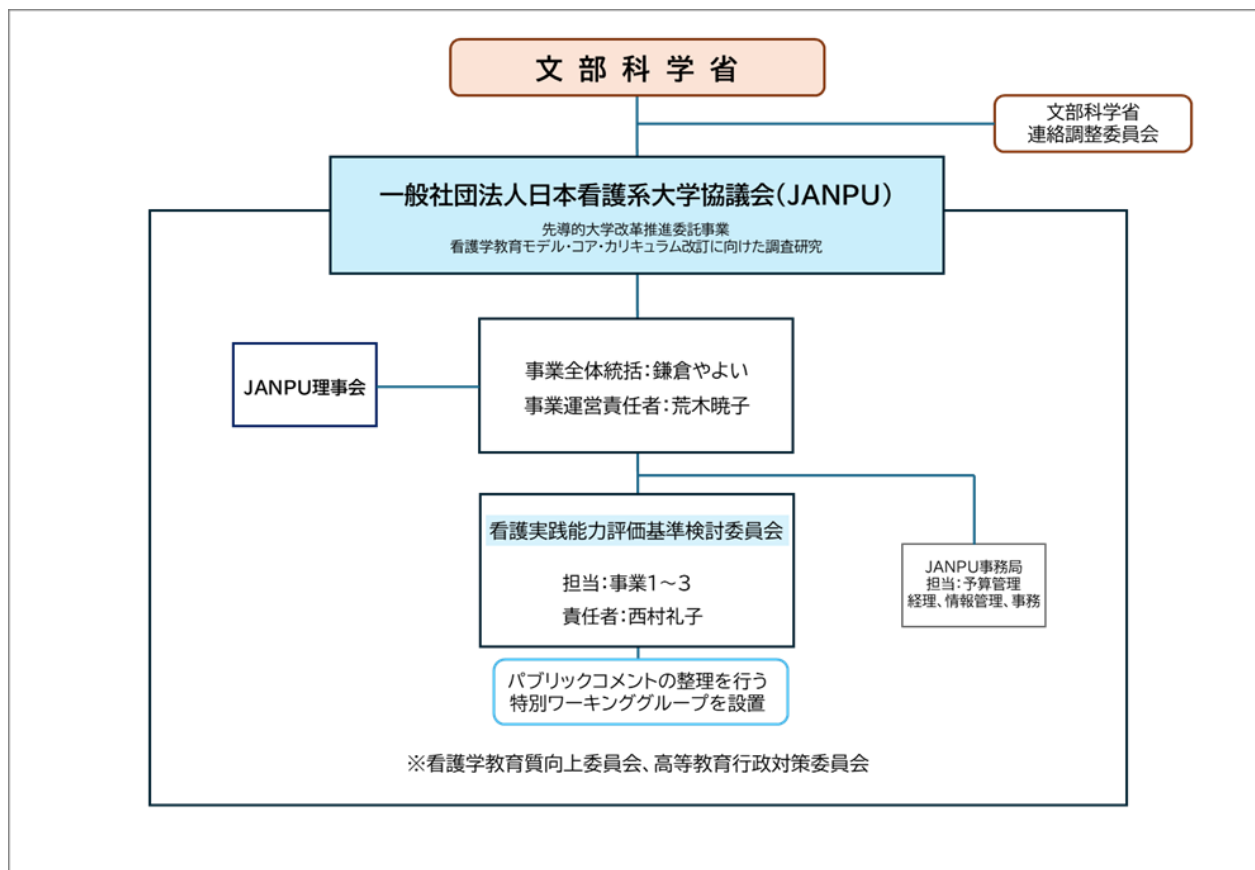 文部科学省
文部科学省
連絡調整委員会
一般社団法人日本看護系大学協議会(JANPU)
先導的大学改革推進委託事業
看護学教育モデル・コア・カリキュラム改訂に向けた調査研究
事業全体統括:鎌倉やよい
事業運営責任者:荒木暁子
JANPU理事会
看護実践能力評価基準検討委員会
担当:事業1~3
責任者:西村礼子
JANPU事務局
担当:予算管理
経理、情報管理、事務
パブリックコメントの整理を行う
特別ワーキンググループを設置
※看護学教育質向上委員会、高等教育行政対策委員会